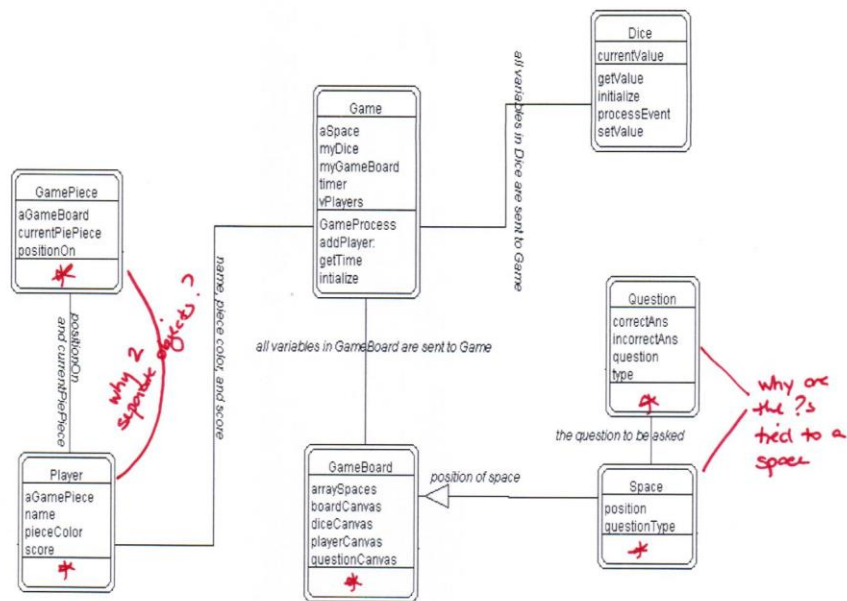 Dice
currentValue
getValue
initialize
processEvent
setValue
all variables in Dice are sent to Game
Game
aSpace
myDice
myGameBoard
timer
vPlayers
GameProcess
addPlayer:
getTime
intialize
GamePiece
aGameBoard
currentPiePiece
positionOn
*
positionOn
and currentPiePiece
why 2
separate objects?
name, piece color, and score
all variables in GameBoard are sent to Game
Question
correctAns
incorrectAns
question
type
*
why are
the ?s
tied to a
space
the question to be asked
Player
aGamePiece
name
pieceColor
score
*
GameBoard
arraySpaces
boardCanvas
diceCanvas
playerCanvas
questionCanvas
*
position of space
Space
position
questionType
*